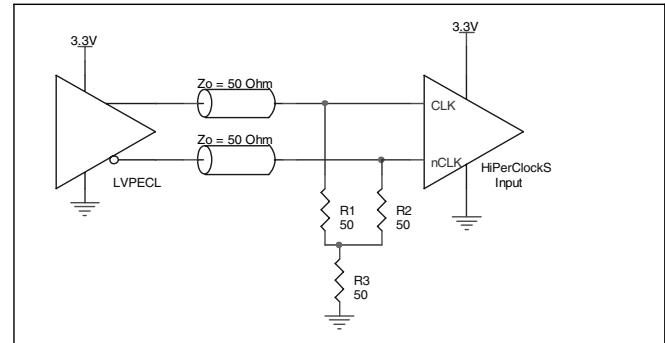 3.3V
3.3V
Zo = 50 Ohm
CLK
Zo = 50 Ohm
nCLK
HiPerClockS
Input
LVPECL
R1
50
R2
50
R3
50